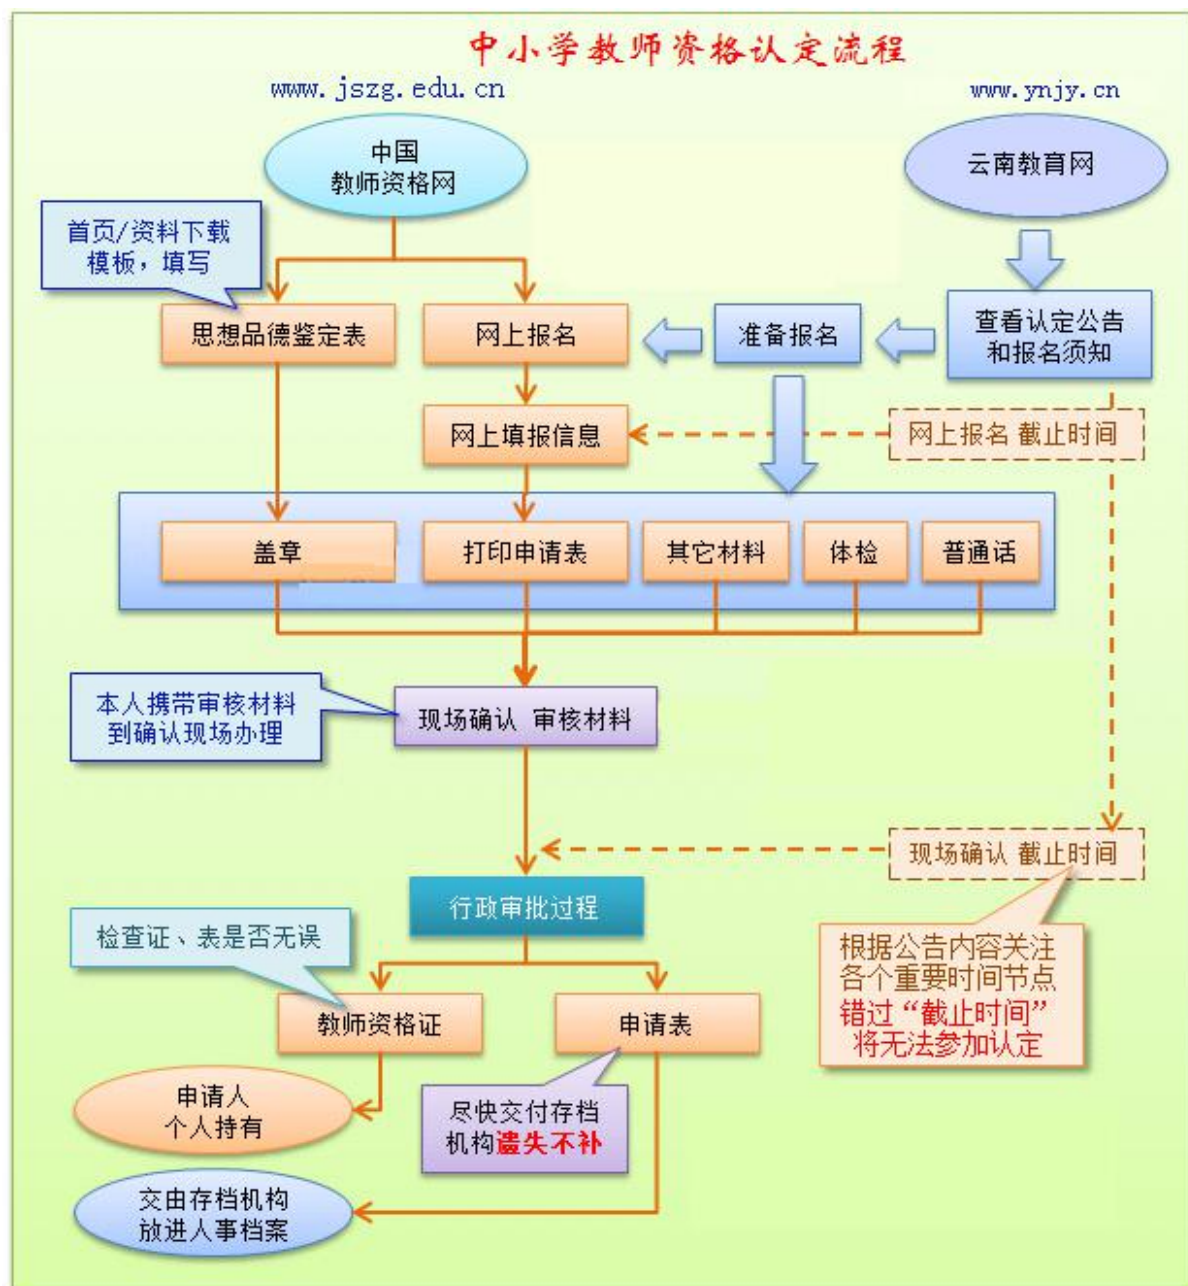 中小学教师资格认定流程
www.jszg.edu.cn
www.ynjy.cn
中国
教师资格网
云南教育网
首页/资料下载
模板，填写
思想品德鉴定表
网上报名
准备报名
查看认定公告
和报名须知
网上填报信息
网上报名 截止时间
盖章
打印申请表
其它材料
体检
普通话
本人携带审核材料
到确认现场办理
现场确认 审核材料
现场确认 截止时间
行政审批过程
根据公告内容关注
各个重要时间节点
错过“截止时间”
将无法参加认定
检查证、表是否无误
教师资格证
申请表
申请人
个人持有
尽快交付存档
机构遗失不补
交由存档机构
放进人事档案